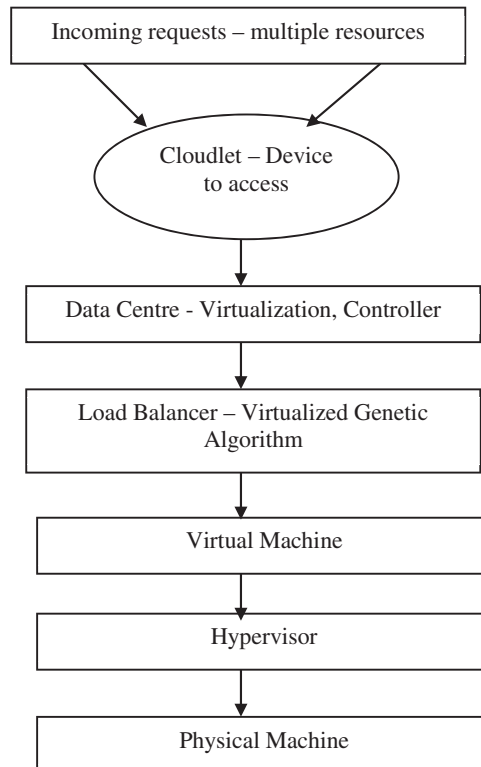 Incoming requests – multiple resources
Cloudlet – Device
to access
Data Centre - Virtualization, Controller
Load Balancer – Virtualized Genetic
Algorithm
Virtual Machine
Hypervisor
Physical Machine